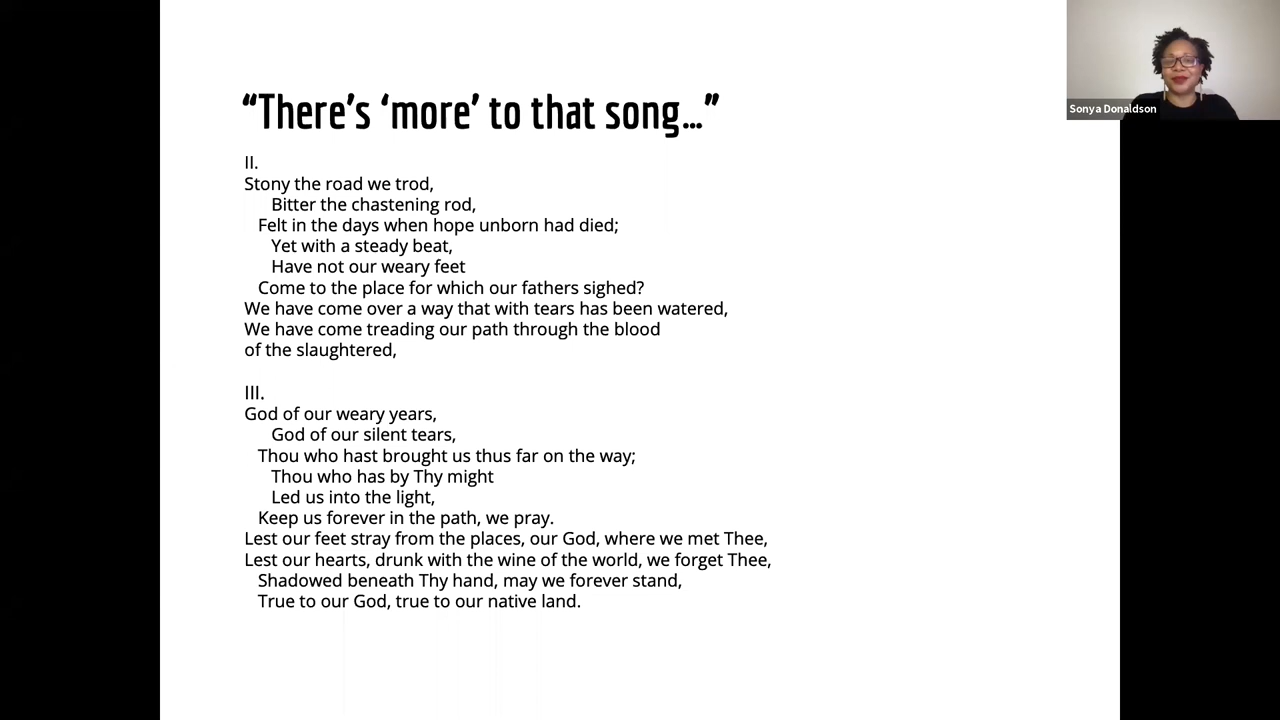 “There’s ‘more’ to that song...”
Sonya Donaldson
II.
Stony the road we trod,
Bitter the chastening rod,
Felt in the days when hope unborn had died;
Yet with a steady beat,
Have not our weary feet
Come to the place for which our fathers sighed?
We have come over a way that with tears has been watered,
We have come treading our path through the blood
of the slaughtered,
III.
God of our weary years,
God of our silent tears,
Thou who hast brought us thus far on the way;
Thou who has by Thy might
Led us into the light,
Keep us forever in the path, we pray.
Lest our feet stray from the places, our God, where we met Thee,
Lest our hearts, drunk with the wine of the world, we forget Thee,
Shadowed beneath Thy hand, may we forever stand,
True to our God, true to our native land.